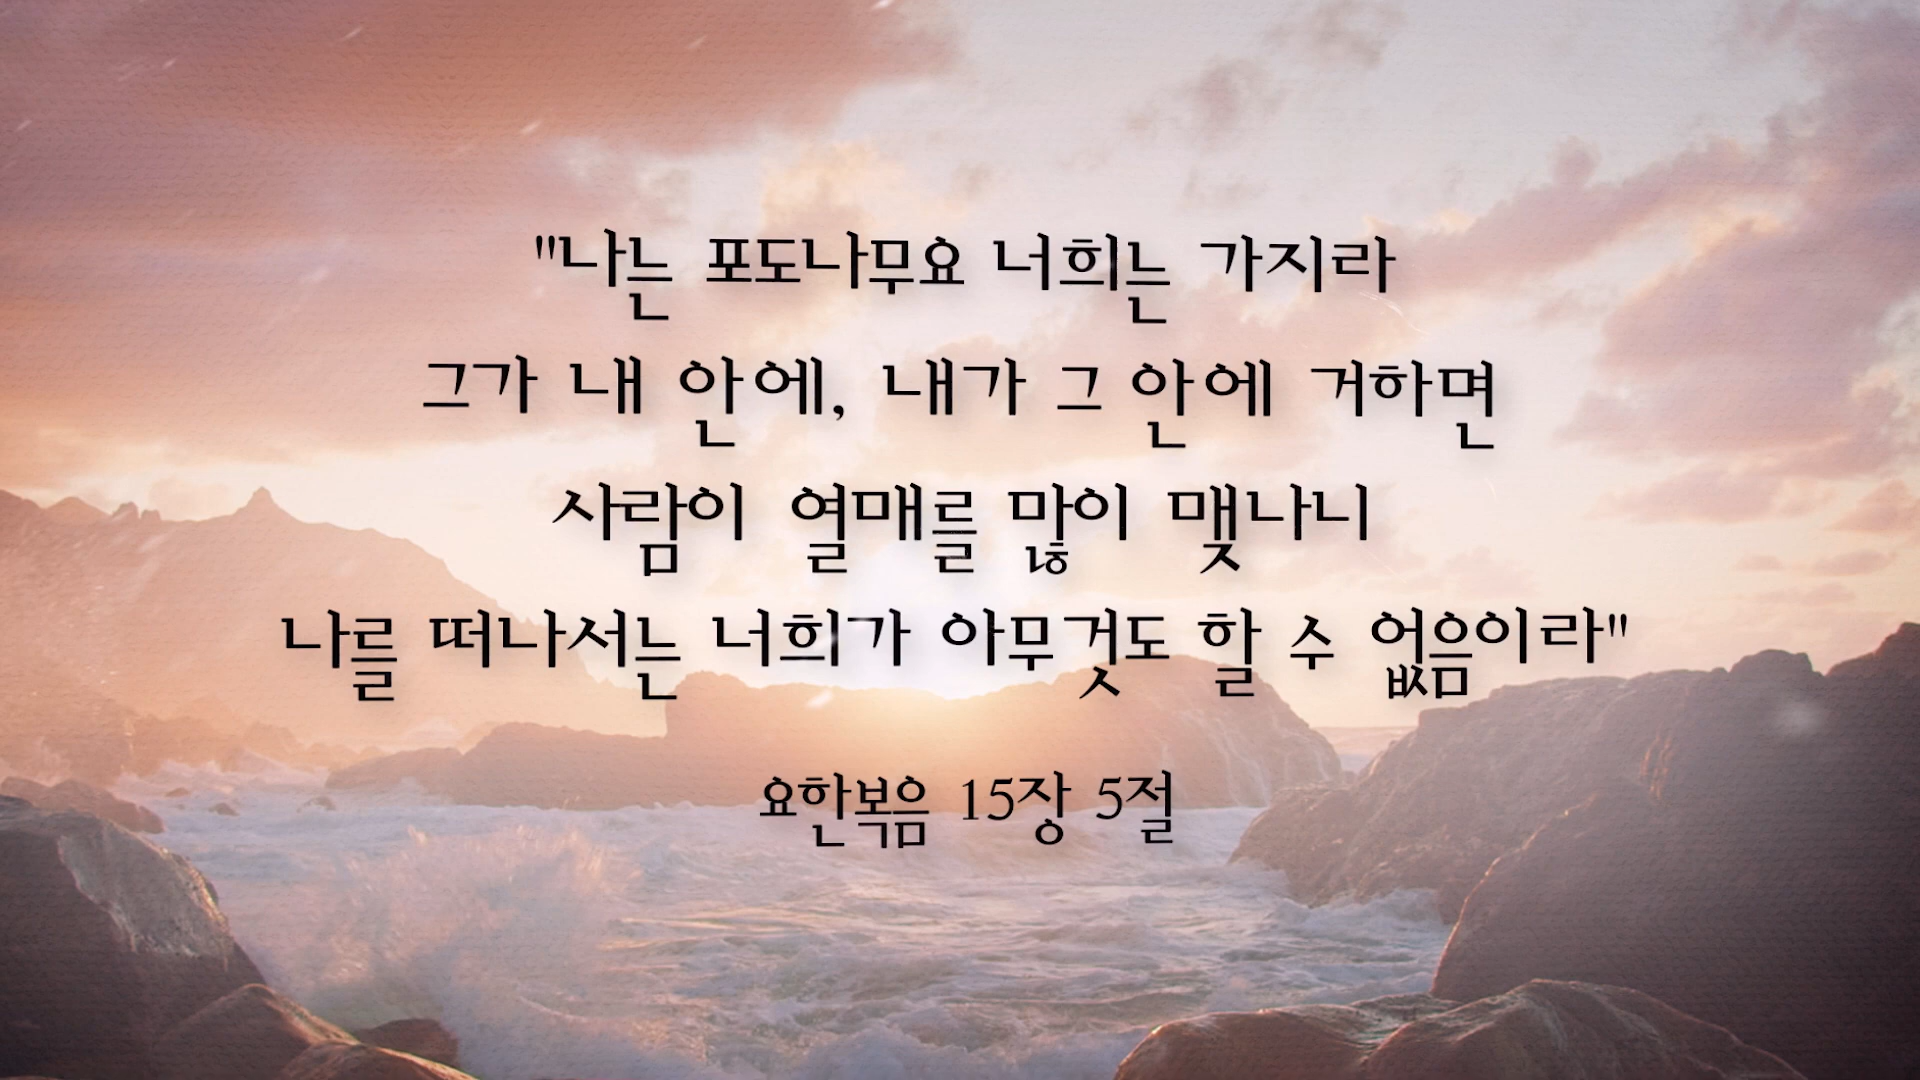 "나는 포도나무요 너희는 가지라
그가 내 안에, 내가 그 안에 거하면
사람이 열매를 많이 맺나니
나를 떠나서는 너희가 아무것도 할 수 없음이라"
요한복음 15장 5절